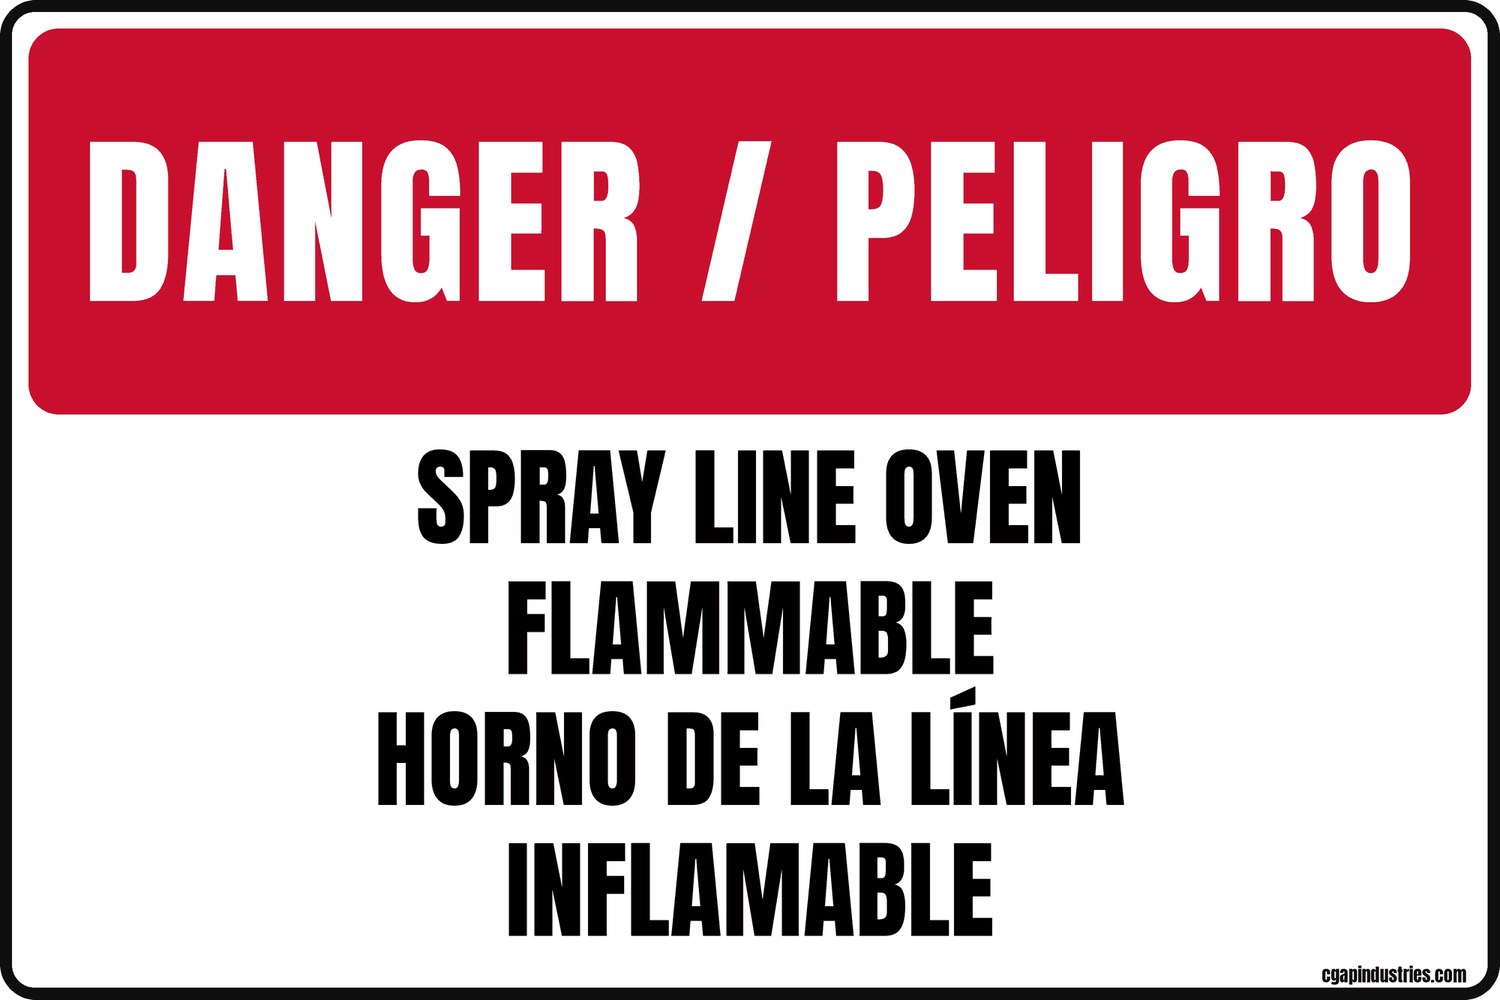 DANGER / PELIGRO
SPRAY LINE OVEN
FLAMMABLE
HORNO DE LA LÍNEA
INFLAMABLE
cgapindustries.com